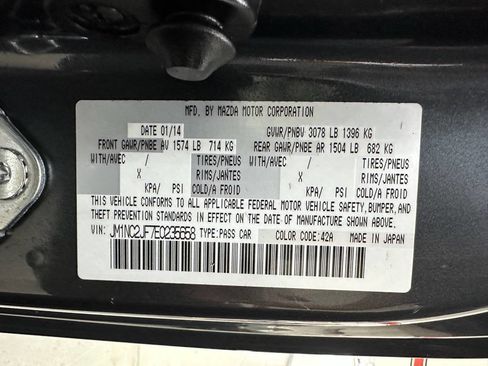 MFD. BY MAZDA MOTOR CORPORATION
DATE 01/14 GVWR/PNBV 3078 LB 1396 KG
FRONT GAWR/PNBE AV 1574 LB 714 KG REAR GAWR/PNBE AR 1504 LB 682 KG
WITH/AVEC / TIRES/PNEUS WITH/AVEC / TIRES/PNEUS
X RIMS/JANTES X RIMS/JANTES
KPA/ PSI COLD/A FROID KPA/ PSI COLD/A FROID
THIS VEHICLE CONFORMS TO ALL APPLICABLE FEDERAL MOTOR VEHICLE SAFETY, BUMPER, AND
THEFT PREVENTION STANDARDS IN EFFECT ON THE DATE OF MANUFACTURE SHOWN ABOVE.
VIN: JM1NC2JF7E0235658 TYPE:PASS CAR COLOR CODE:42A MADE IN JAPAN